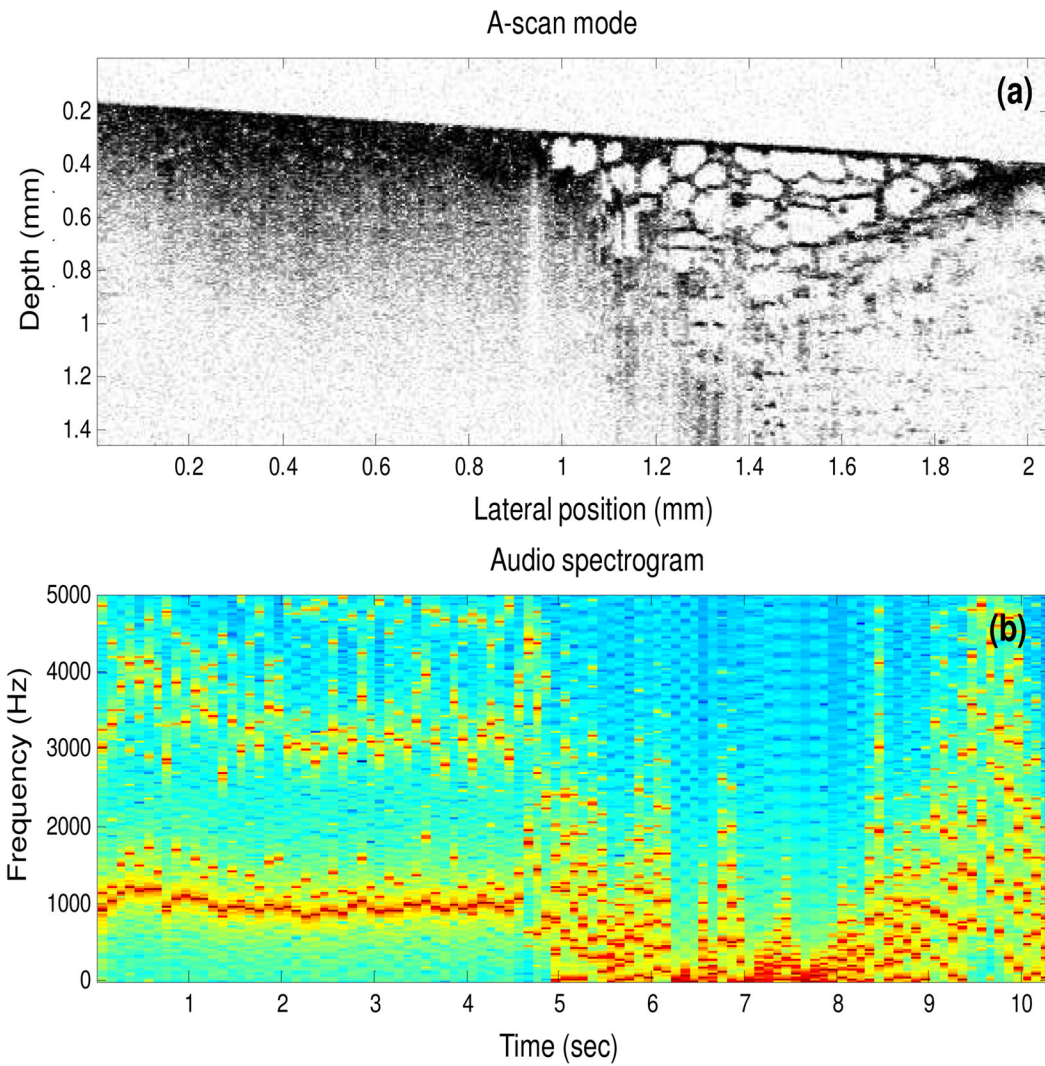 A-scan mode
(a)
0.2
0.4
0.6
0.8
1
1.2
1.4
Depth (mm)
0.2 0.4 0.6 0.8 1 1.2 1.4 1.6 1.8 2
Lateral position (mm)
Audio spectrogram
(b)
5000
4000
3000
2000
1000
0
Frequency (Hz)
1 2 3 4 5 6 7 8 9 10
Time (sec)